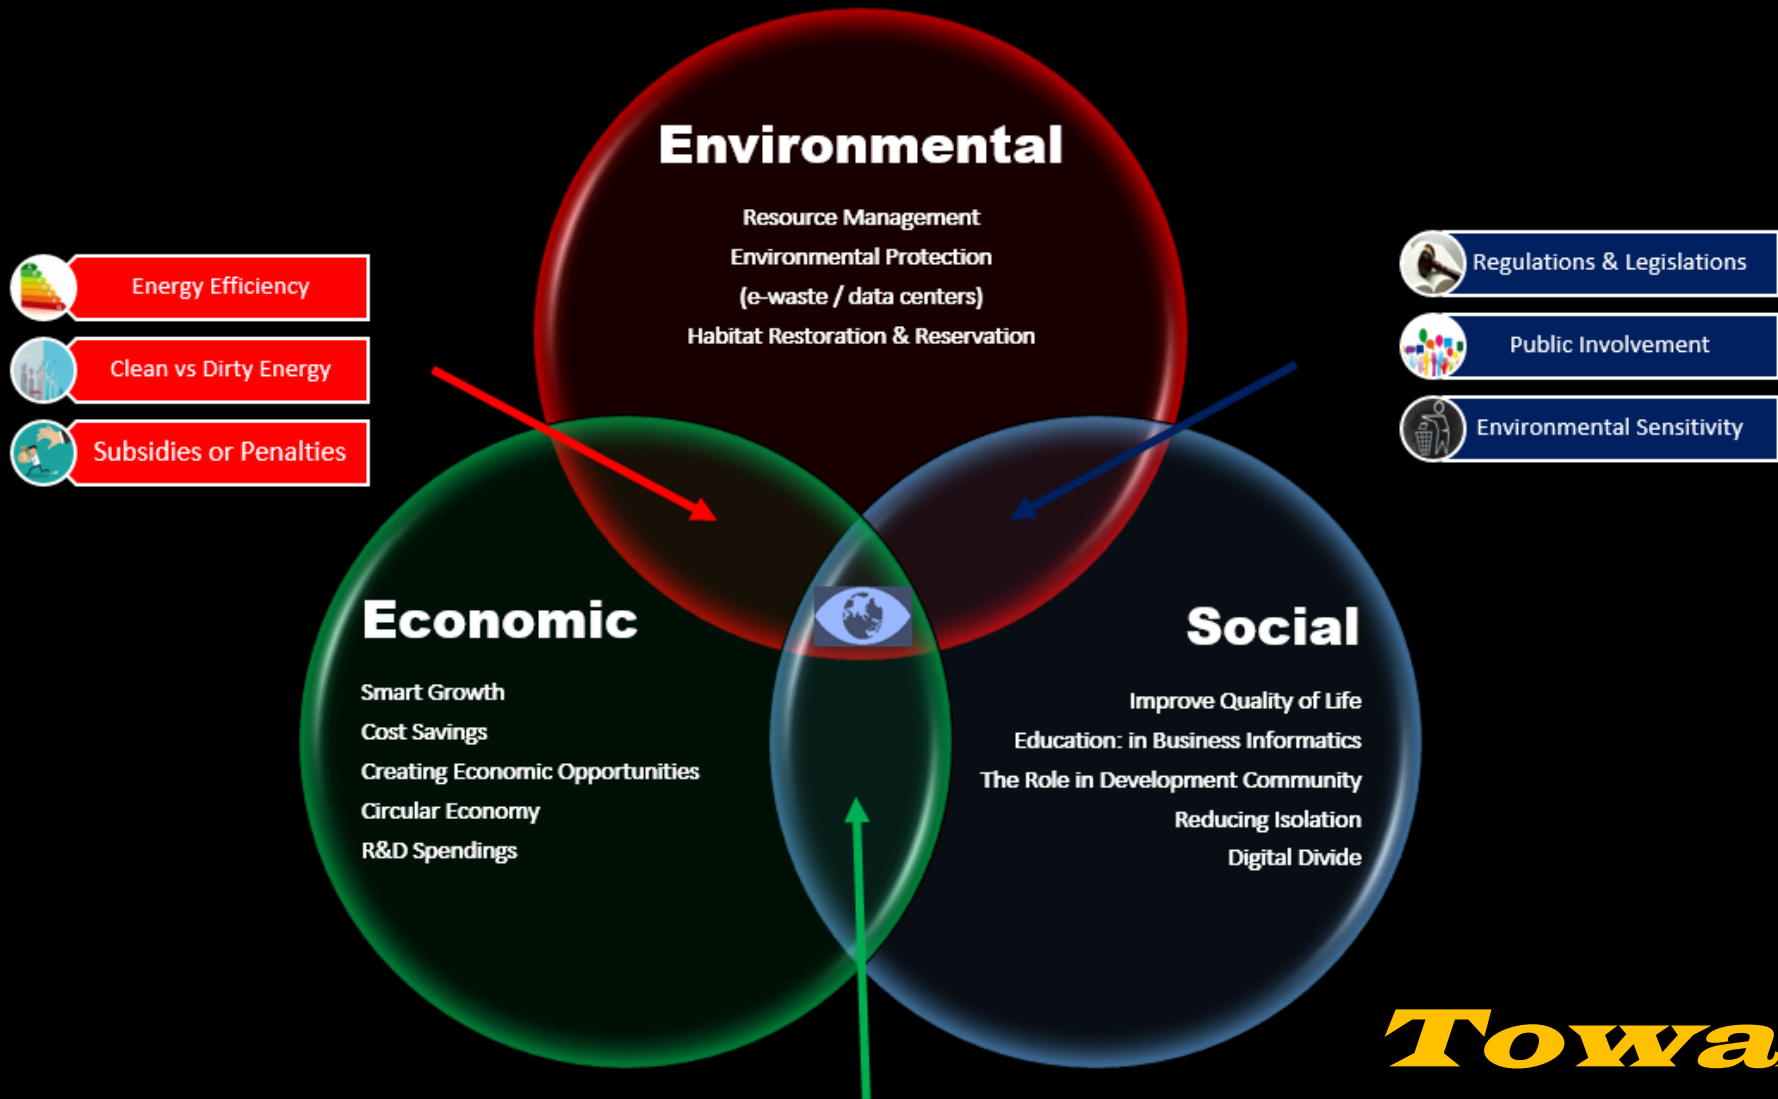 Environmental
Resource Management
Environmental Protection
(e-waste / data centers)
Habitat Restoration & Reservation
Energy Efficiency
Clean vs Dirty Energy
Subsidies or Penalties
Regulations & Legislations
Public Involvement
Environmental Sensitivity
Economic
Smart Growth
Cost Savings
Creating Economic Opportunities
Circular Economy
R&D Spendings
Social
Improve Quality of Life
Education: in Business Informatics
The Role in Development Community
Reducing Isolation
Digital Divide